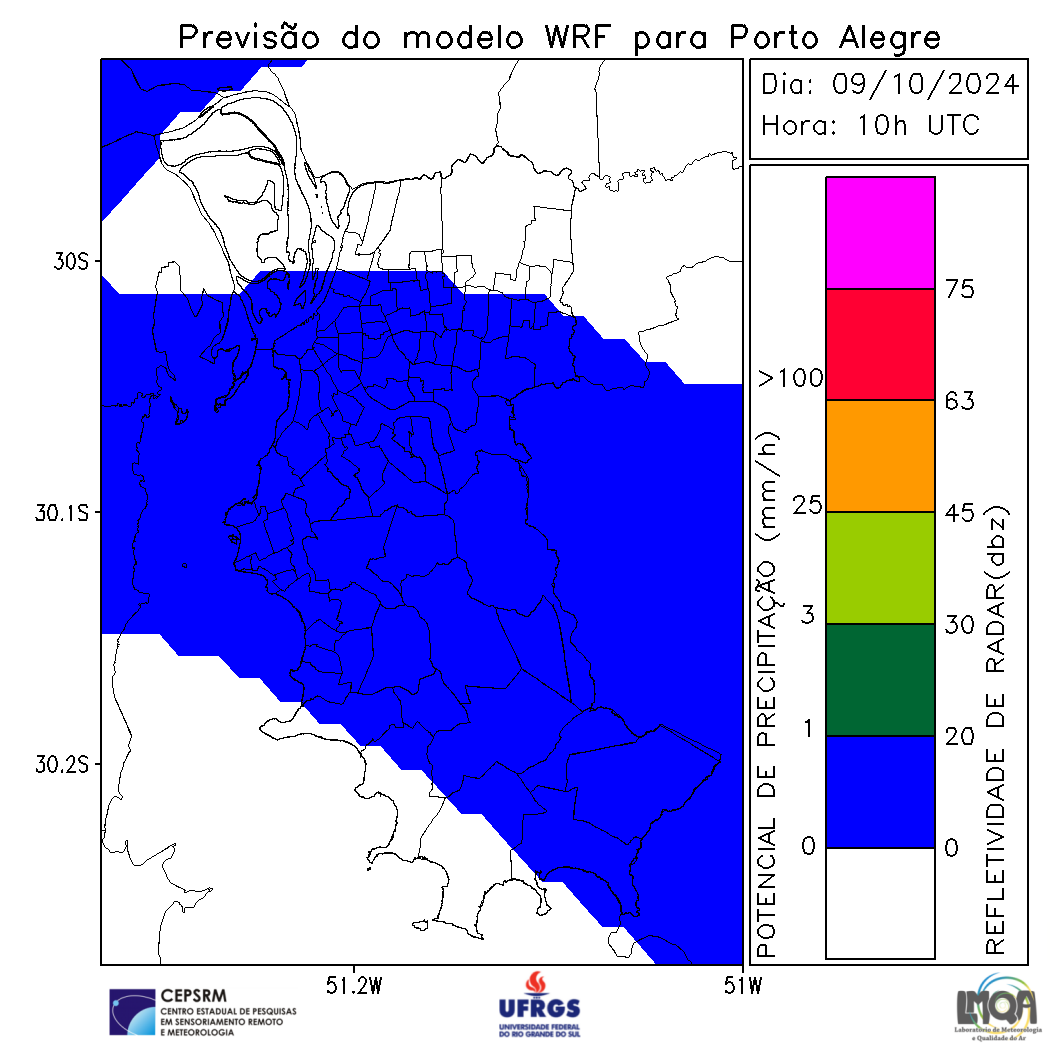 Previsão do modelo WRF para Porto Alegre
Dia: 09/10/2024
Hora: 10h UTC
30S
30.1S
30.2S
51.2W
51W
POTENCIAL DE PRECIPITAÇÃO (mm/h)
>100
25
3
1
0
75
63
45
30
20
0
REFLETIVIDADE DE RADAR(dbz)
CEPSRM
CENTRO ESTADUAL DE PESQUISAS
EM SENSORIAMENTO REMOTO
E METEOROLOGIA
UFRGS
UNIVERSIDADE FEDERAL
DO RIO GRANDE DO SUL
LMQA
Laboratório de Meteorologia
e Qualidade do Ar